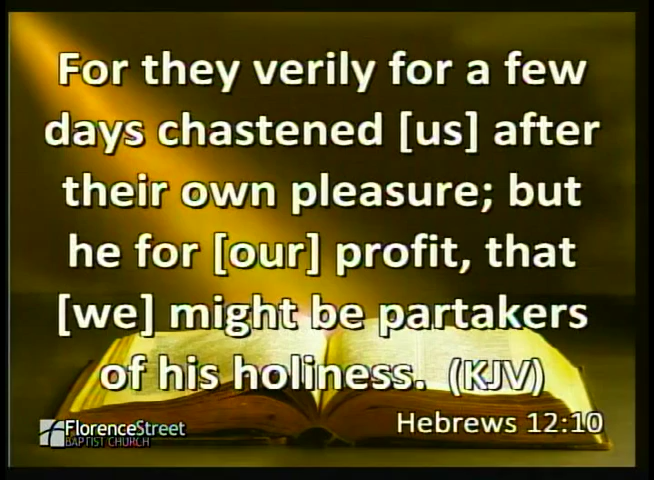 For they verily for a few
days chastened [us] after
their own pleasure; but
he for [our] profit, that
[we] might be partakers
of his holiness. (KJV)
Hebrews 12:10
FlorenceStreet
BAPTIST CHURCH